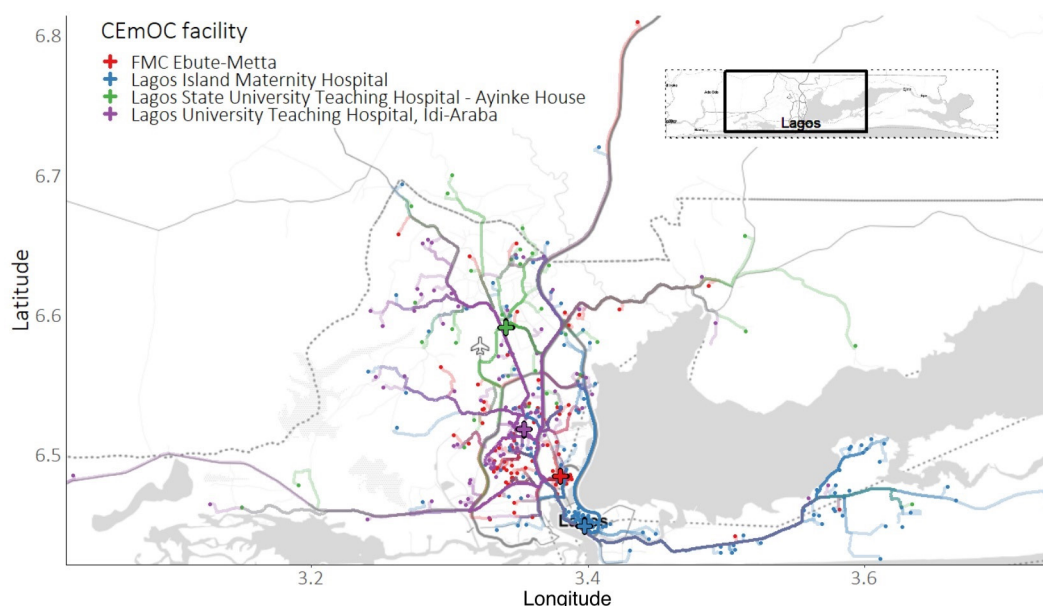 CEmOC facility
FMC Ebute-Metta
Lagos Island Maternity Hospital
Lagos State University Teaching Hospital - Ayinke House
Lagos University Teaching Hospital, Idi-Araba
Lagos
6.8
6.7
6.6
6.5
Latitude
Lagos
3.2
3.4
3.6
Longitude